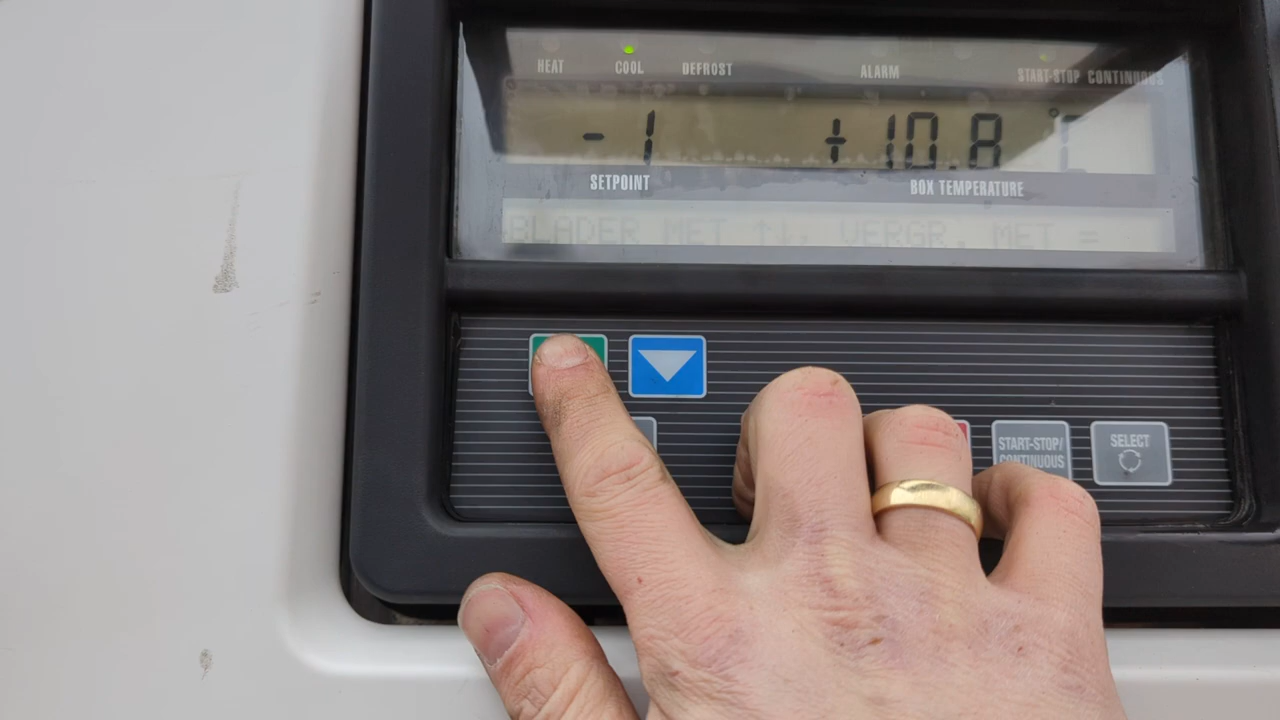 HEAT COOL DEFROST ALARM START-STOP CONTINUOUS
-1 +10.8 °C
SETPOINT BOX TEMPERATURE
BLADER MET ↑↓, VERGR. MET =
START-STOP/
CONTINUOUS
SELECT